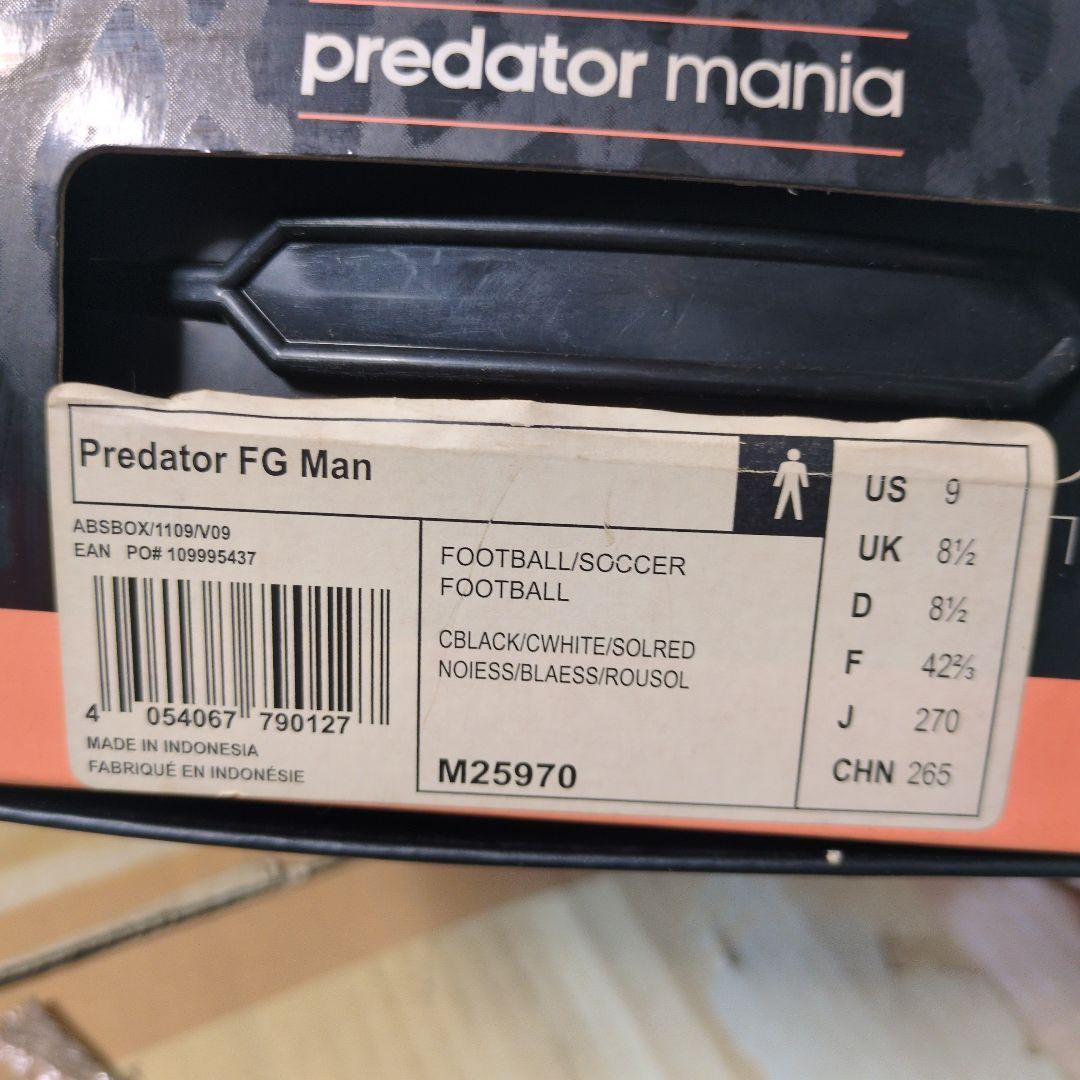 predator mania
Predator FG Man
ABSBOX/1109/V09
EAN PO# 109995437
4 054067 790127
MADE IN INDONESIA
FABRIQUÉ EN INDONÉSIE
FOOTBALL/SOCCER
FOOTBALL
CBLACK/CWHITE/SOLRED
NOIESS/BLAESS/ROUSOL
M25970
US 9
UK 8½
D 8½
F 42⅔
J 270
CHN 265